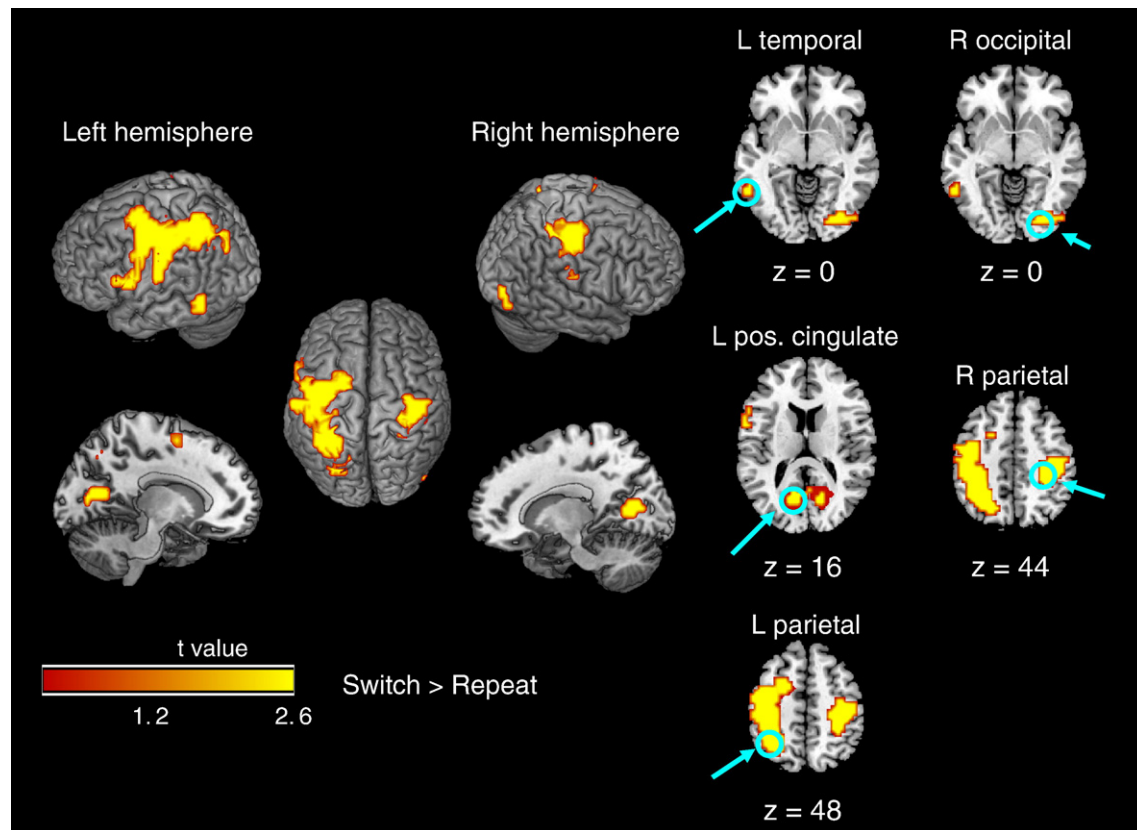 L temporal
R occipital
Left hemisphere
Right hemisphere
z = 0
z = 0
L pos. cingulate
R parietal
z = 16
z = 44
L parietal
t value
Switch > Repeat
1.2
2.6
z = 48